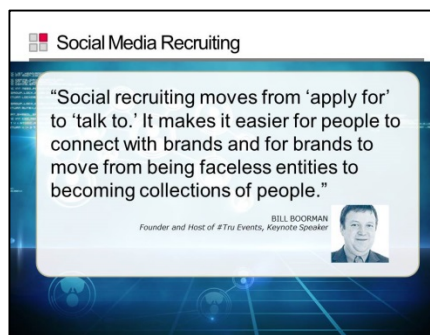 Social Media Recruiting
“Social recruiting moves from ‘apply for’
to ‘talk to.’ It makes it easier for people to
connect with brands and for brands to
move from being faceless entities to
becoming collections of people.”
BILL BOORMAN
Founder and Host of #Tru Events, Keynote Speaker